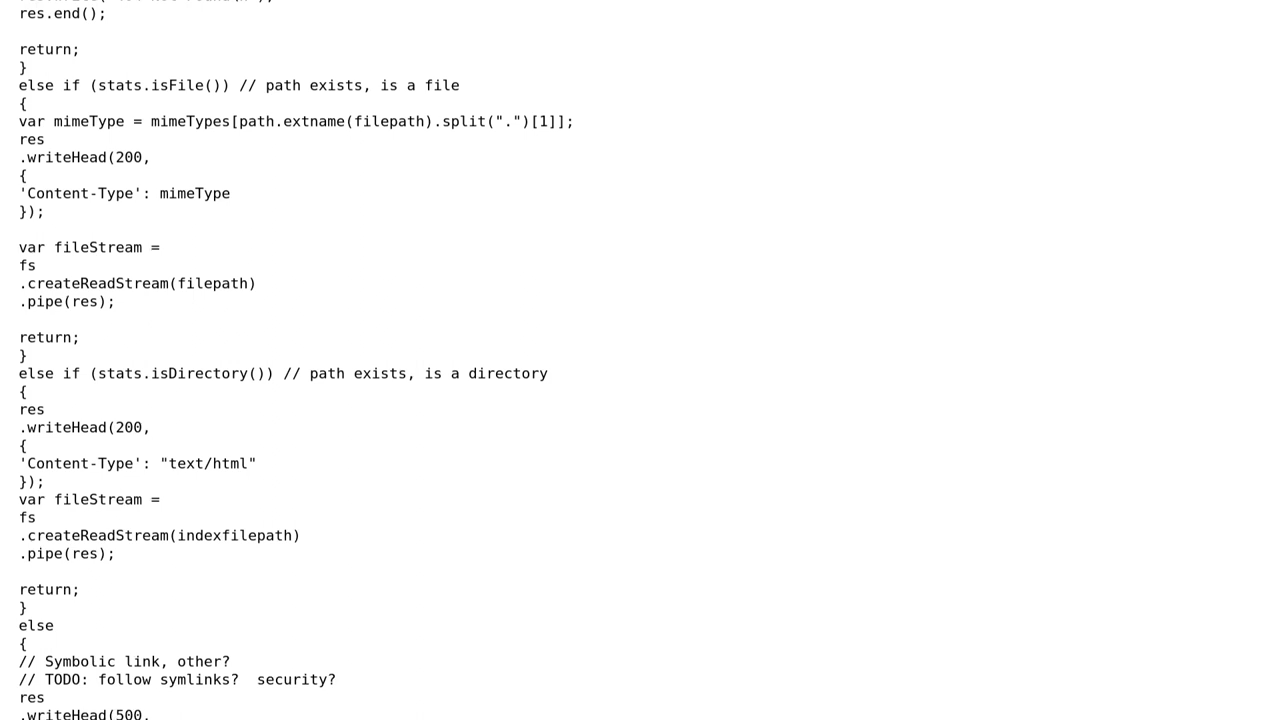 res.end();
return;
}
else if (stats.isFile()) // path exists, is a file
{
var mimeType = mimeTypes[path.extname(filepath).split(".")[1]];
res
.writeHead(200,
{
'Content-Type': mimeType
});
var fileStream =
fs
.createReadStream(filepath)
.pipe(res);
return;
}
else if (stats.isDirectory()) // path exists, is a directory
{
res
.writeHead(200,
{
'Content-Type': "text/html"
});
var fileStream =
fs
.createReadStream(indexfilepath)
.pipe(res);
return;
}
else
{
// Symbolic link, other?
// TODO: follow symlinks?  security?
res
.writeHead(500,